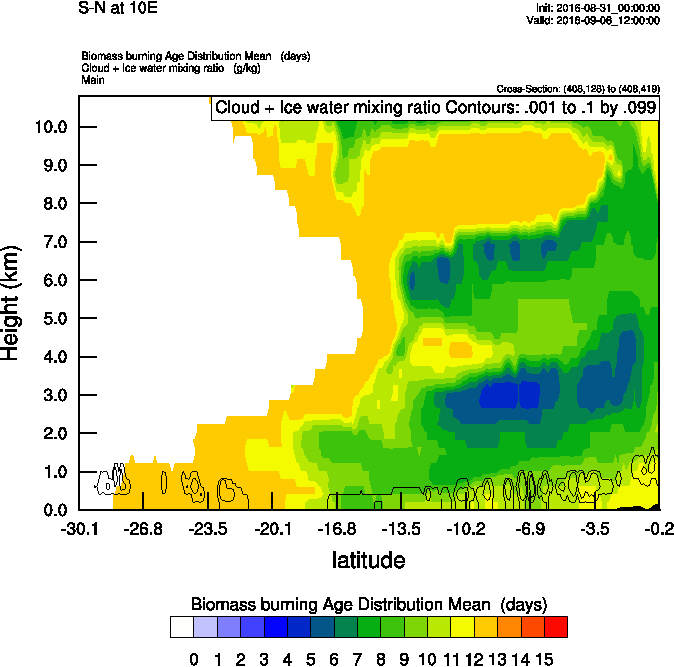 S-N at 10E
Init: 2016-08-31_00:00:00
Valid: 2016-09-06_12:00:00
Biomass burning Age Distribution Mean (days)
Cloud + Ice water mixing ratio (g/kg)
Main
Cross-Section: (408,128) to (408,419)
Cloud + Ice water mixing ratio Contours: .001 to .1 by .099
10.0
9.0
8.0
7.0
6.0
5.0
4.0
3.0
2.0
1.0
0.0
Height (km)
-30.1 -26.8 -23.5 -20.1 -16.8 -13.5 -10.2 -6.9 -3.5 -0.2
latitude
Biomass burning Age Distribution Mean (days)
0 1 2 3 4 5 6 7 8 9 10 11 12 13 14 15